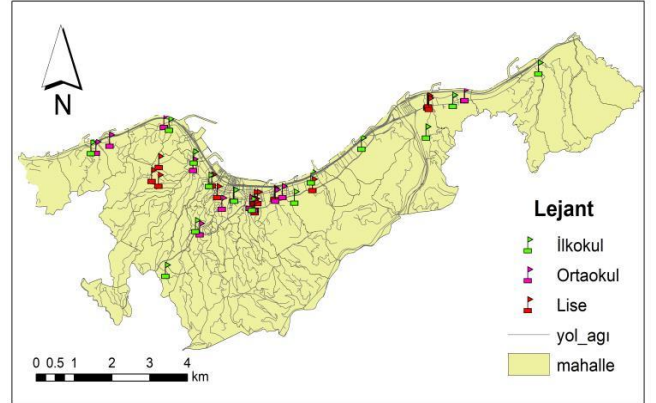 N
Lejant
İlkokul
Ortaokul
Lise
yol_agı
mahalle
0 0.5 1 2 3 4
km